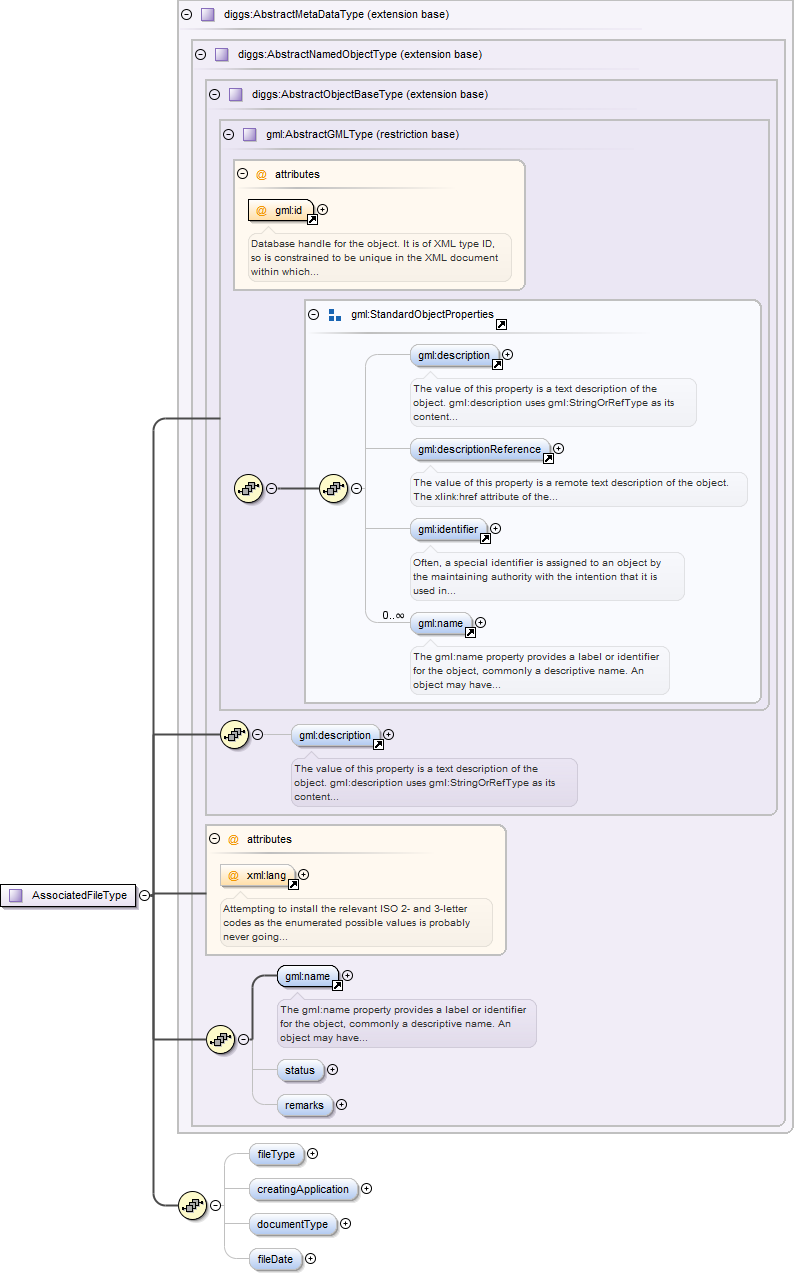 diggs:AbstractMetaDataType (extension base)
diggs:AbstractNamedObjectType (extension base)
diggs:AbstractObjectBaseType (extension base)
gml:AbstractGMLType (restriction base)
@ attributes
@ gml:id
Database handle for the object. It is of XML type ID,
so is constrained to be unique in the XML document
within which...
gml:StandardObjectProperties
gml:description
The value of this property is a text description of the
object. gml:description uses gml:StringOrRefType as its
content...
gml:descriptionReference
The value of this property is a remote text description of the object.
The xlink:href attribute of the...
gml:identifier
Often, a special identifier is assigned to an object by
the maintaining authority with the intention that it is
used in...
0..∞
gml:name
The gml:name property provides a label or identifier
for the object, commonly a descriptive name. An
object may have...
gml:description
The value of this property is a text description of the
object. gml:description uses gml:StringOrRefType as its
content...
@ attributes
@ xml:lang
Attempting to install the relevant ISO 2- and 3-letter
codes as the enumerated possible values is probably
never going...
AssociatedFileType
gml:name
The gml:name property provides a label or identifier
for the object, commonly a descriptive name. An
object may have...
status
remarks
fileType
creatingApplication
documentType
fileDate